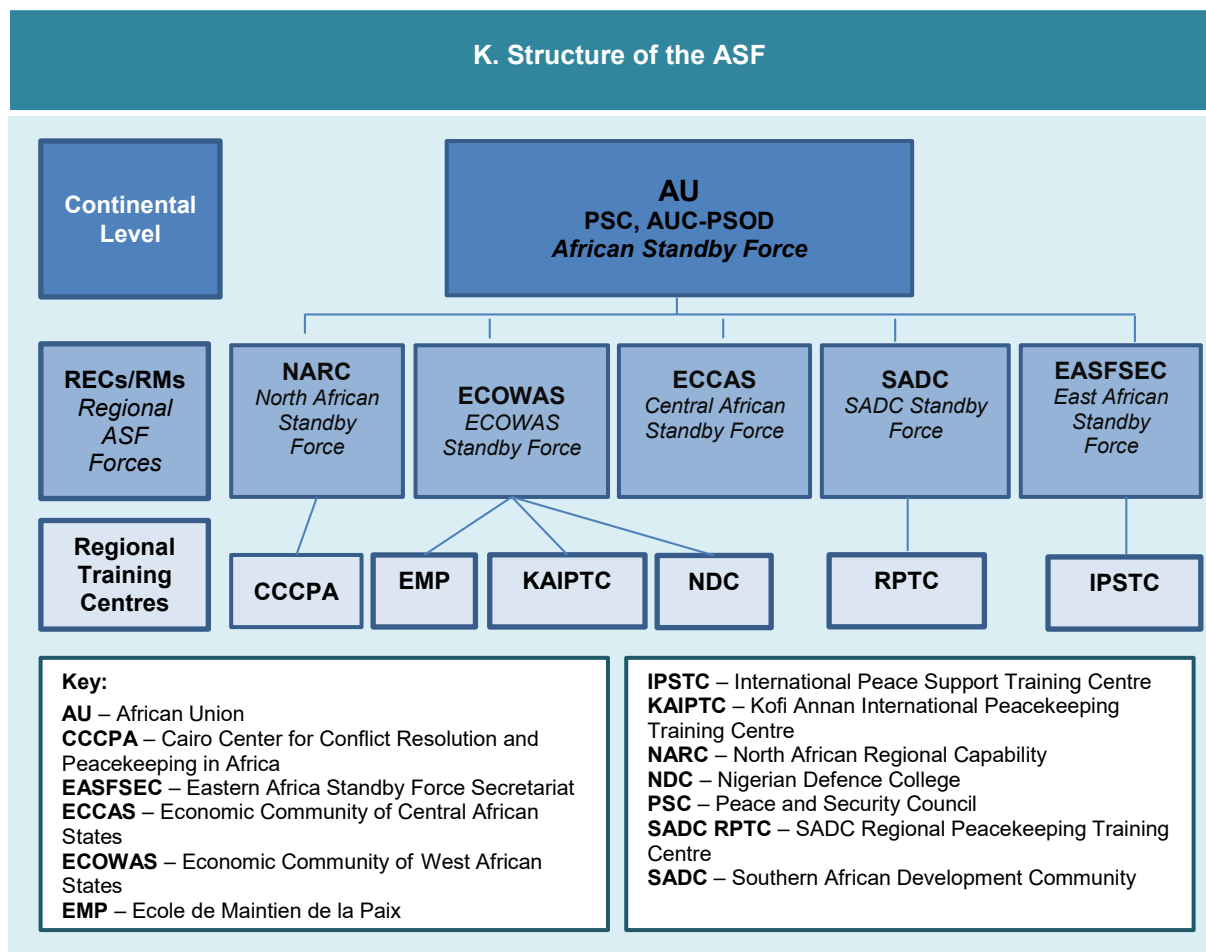 K. Structure of the ASF
Continental
Level
AU
PSC, AUC-PSOD
African Standby Force
RECs/RMs
Regional
ASF
Forces
NARC
North African
Standby
Force
ECOWAS
ECOWAS
Standby Force
ECCAS
Central African
Standby Force
SADC
SADC Standby
Force
EASFSEC
East African
Standby
Force
Regional
Training
Centres
CCCPA
EMP
KAIPTC
NDC
RPTC
IPSTC
Key:
AU – African Union
CCCPA – Cairo Center for Conflict Resolution and
Peacekeeping in Africa
EASFSEC – Eastern Africa Standby Force Secretariat
ECCAS – Economic Community of Central African
States
ECOWAS – Economic Community of West African
States
EMP – Ecole de Maintien de la Paix
IPSTC – International Peace Support Training Centre
KAIPTC – Kofi Annan International Peacekeeping
Training Centre
NARC – North African Regional Capability
NDC – Nigerian Defence College
PSC – Peace and Security Council
SADC RPTC – SADC Regional Peacekeeping Training
Centre
SADC – Southern African Development Community